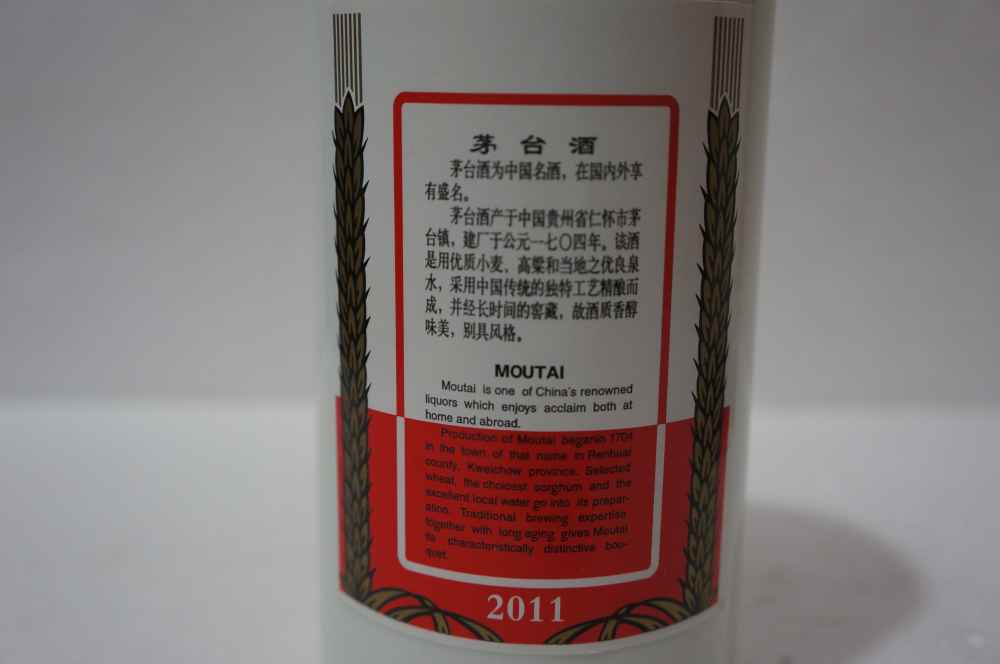 茅台酒
茅台酒为中国名酒，在国内外享
有盛名。
茅台酒产于中国贵州省仁怀市茅
台镇，建厂于公元一七〇四年。该酒
是用优质小麦、高粱和当地之优良泉
水，采用中国传统的独特工艺精酿而
成，并经长时间的窖藏，故酒质香醇
味美，别具风格。
MOUTAI
Moutai is one of China's renowned
liquors which enjoys acclaim both at
home and abroad.
Production of Moutai began in 1704
in the town of that name in Renhuai
county, Kweichow province. Selected
wheat, the choicest sorghum and the
excellent local water go into its prepar-
atino. Traditional brewing expertise,
together with long aging gives Moutai
its characteristically distinctive bou-
quet.
2011